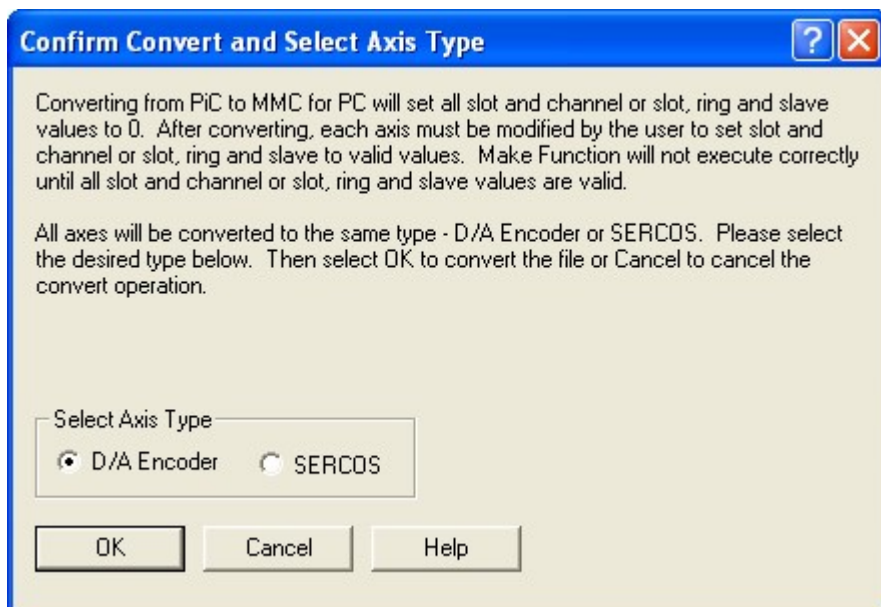 Confirm Convert and Select Axis Type
Converting from PiC to MMC for PC will set all slot and channel or slot, ring and slave
values to 0. After converting, each axis must be modified by the user to set slot and
channel or slot, ring and slave to valid values. Make Function will not execute correctly
until all slot and channel or slot, ring and slave values are valid.
All axes will be converted to the same type - D/A Encoder or SERCOS. Please select
the desired type below. Then select OK to convert the file or Cancel to cancel the
convert operation.
Select Axis Type
D/A Encoder SERCOS
OK Cancel Help